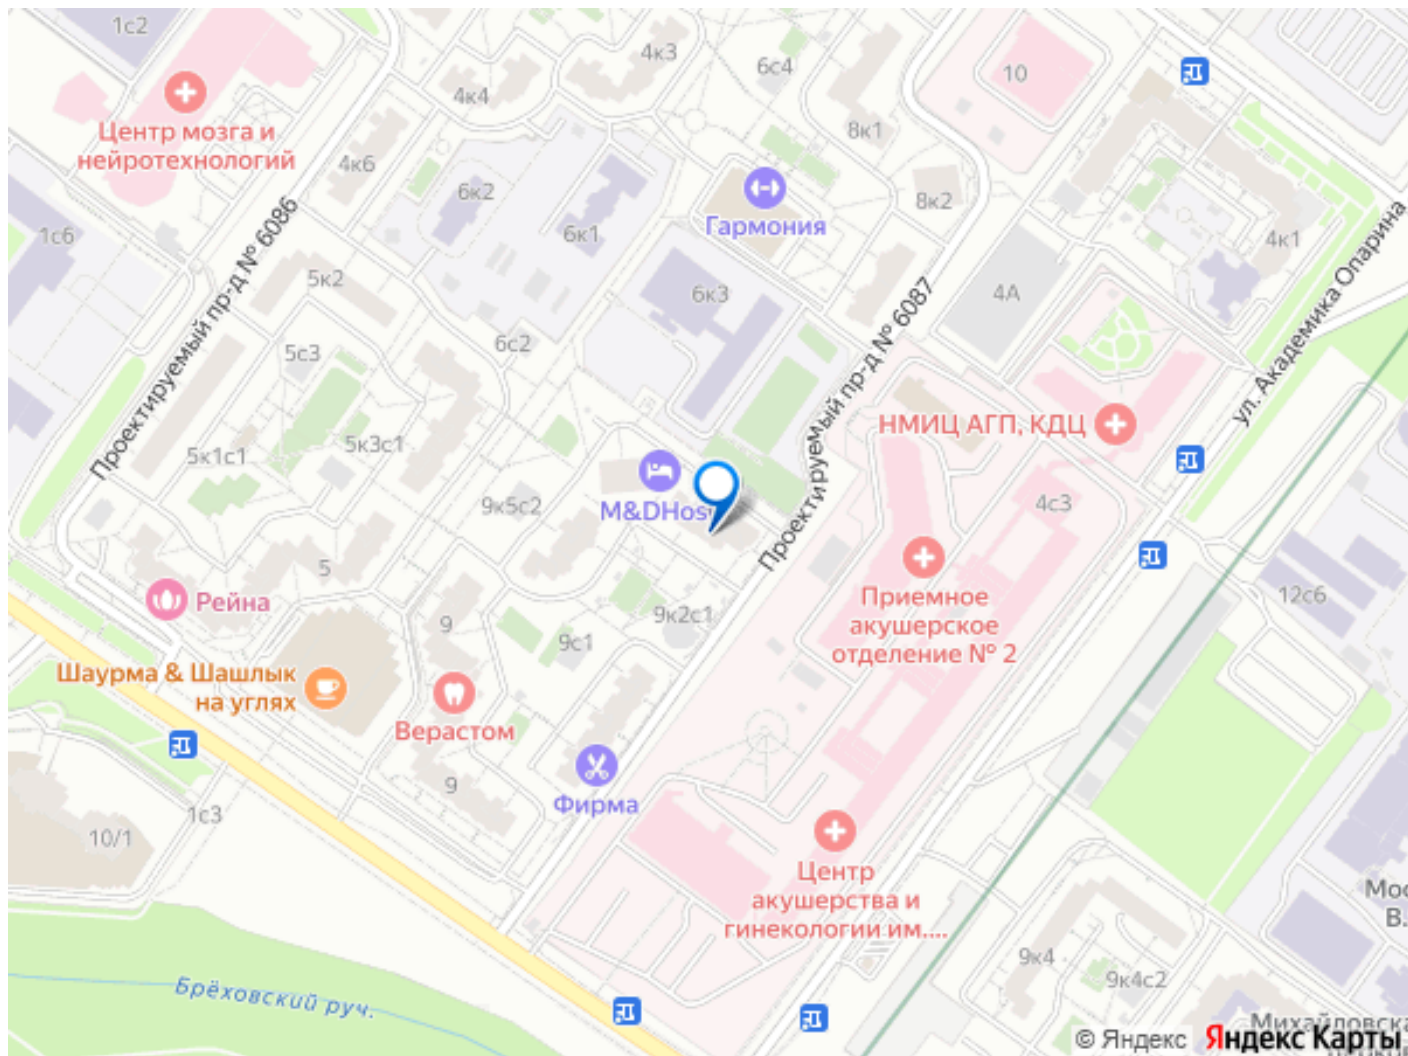 1с2
4к3
6с4
10
4к4
Центр мозга и
нейротехнологий
8к1
4к6
6к2
8к2
Гармония
1с6
6к1
4к1
Проектируемый пр-д № 6086
5к2
6к3
4А
ул. Академика Опарина
5с3
6с2
Проектируемый пр-д № 6087
НМИЦ АГП, КДЦ
5к3с1
5к1с1
9к5с2
M&DHos
4с3
5
Рейна
9
9к2с1
9с1
Приемное
акушерское
отделение № 2
12с6
Шаурма & Шашлык
на углях
Верастом
9
Фирма
1с3
10/1
Центр
акушерства и
гинекологии им....
Мос
В.
9к4
9к4с2
Брёховский руч.
Михайловска
© Яндекс Яндекс Карты